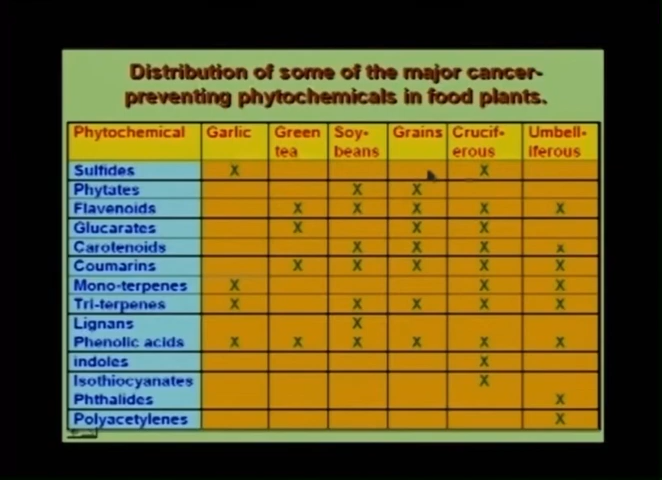 Distribution of some of the major cancer-
preventing phytochemicals in food plants.
Phytochemical Garlic Green tea Soy-beans Grains Crucif-erous Umbell-iferous
Sulfides X X
Phytates X X
Flavenoids X X X X X
Glucarates X X X
Carotenoids X X X x
Coumarins X X X X X
Mono-terpenes X X X
Tri-terpenes X X X X X
Lignans X
Phenolic acids X X X X X X
indoles X
Isothiocyanates X
Phthalides X
Polyacetylenes X